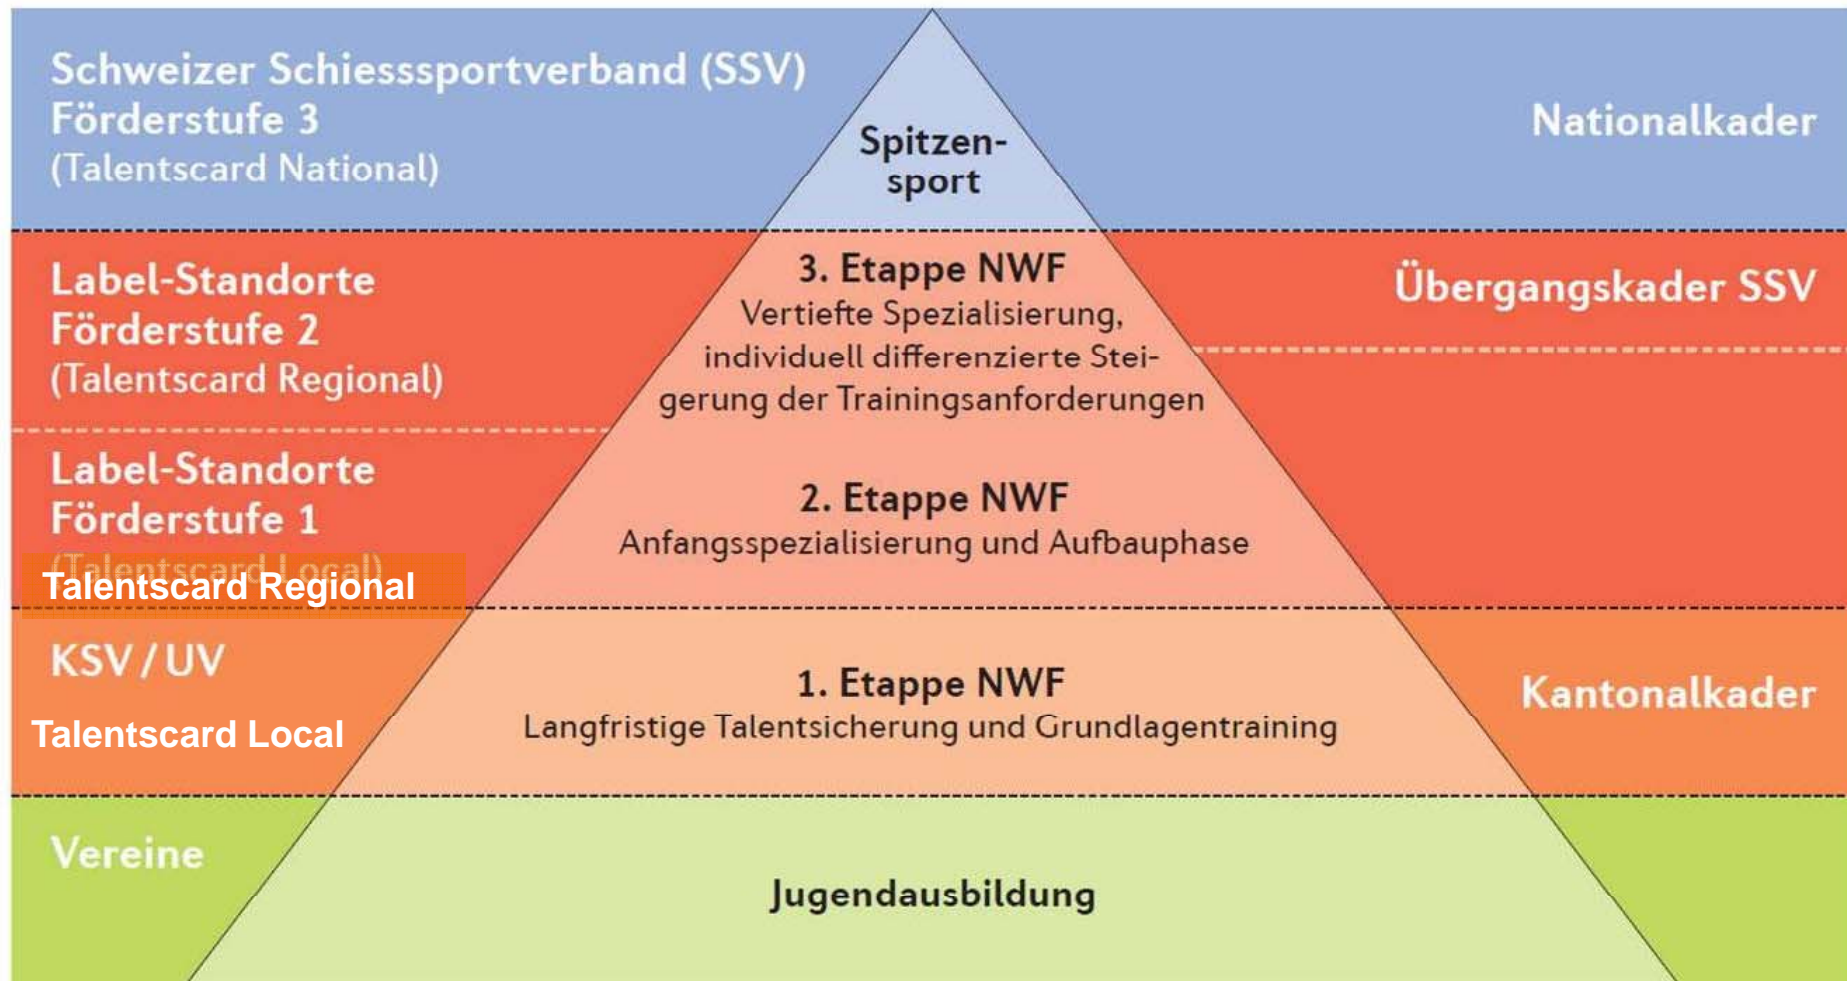 Schweizer Schiesssportverband (SSV)
Förderstufe 3
(Talentscard National)
Spitzen-
sport
Nationalkader
Label-Standorte
Förderstufe 2
(Talentscard Regional)
3. Etappe NWF
Vertiefte Spezialisierung,
individuell differenzierte Stei-
gerung der Trainingsanforderungen
Übergangskader SSV
Label-Standorte
Förderstufe 1
(Talentscard Local)
Talentscard Regional
2. Etappe NWF
Anfangsspezialisierung und Aufbauphase
KSV / UV
Talentscard Local
1. Etappe NWF
Langfristige Talentsicherung und Grundlagentraining
Kantonalkader
Vereine
Jugendausbildung